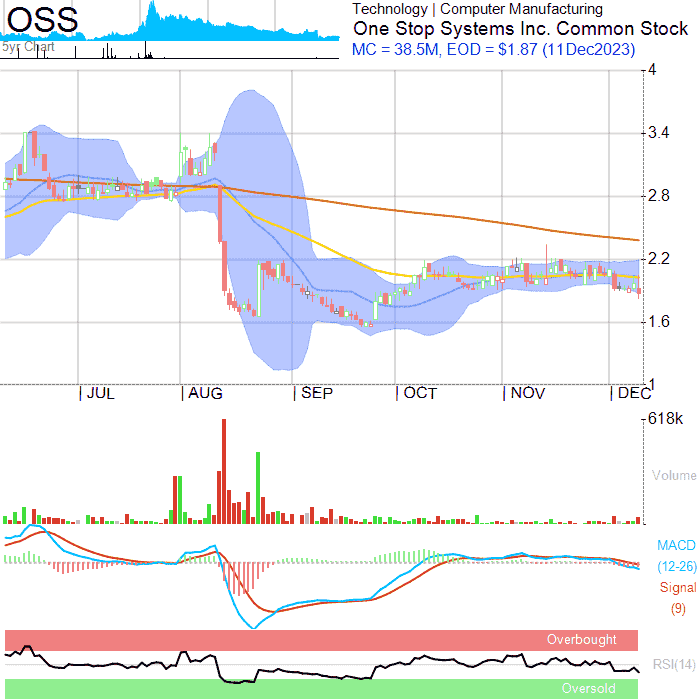 OSS
5yr Chart
Technology | Computer Manufacturing
One Stop Systems Inc. Common Stock
MC = 38.5M, EOD = $1.87 (11Dec2023)
4
3.4
2.8
2.2
1.6
1
| JUL | AUG | SEP | OCT | NOV | DEC
618k
Volume
MACD
(12-26)
Signal
(9)
Overbought
RSI(14)
Oversold